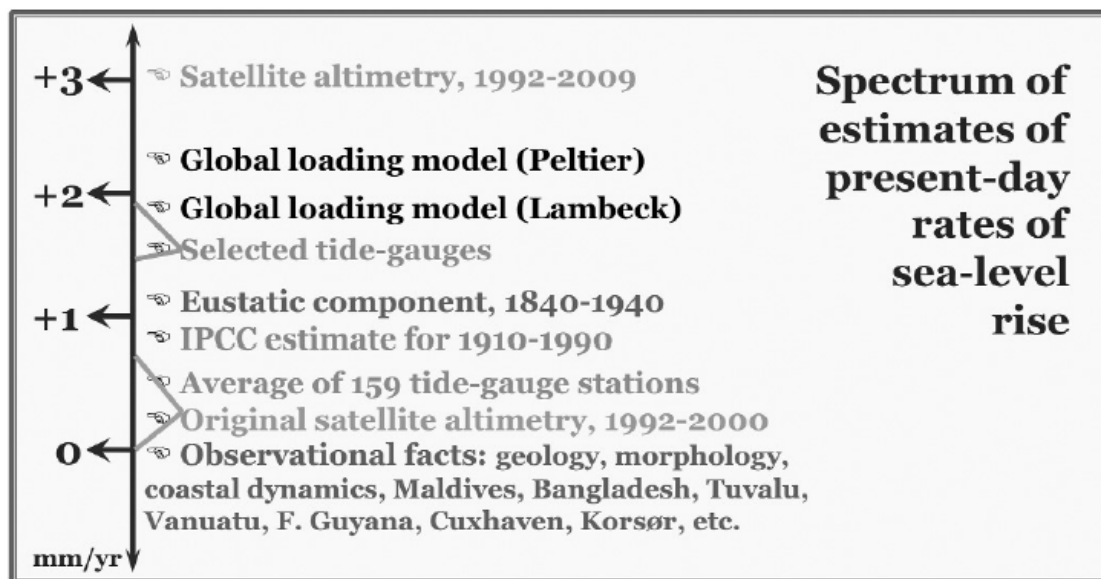 +3
Satellite altimetry, 1992-2009
Global loading model (Peltier)
+2
Global loading model (Lambeck)
Selected tide-gauges
+1
Eustatic component, 1840-1940
IPCC estimate for 1910-1990
Average of 159 tide-gauge stations
Original satellite altimetry, 1992-2000
0
Observational facts: geology, morphology,
coastal dynamics, Maldives, Bangladesh, Tuvalu,
Vanuatu, F. Guyana, Cuxhaven, Korsør, etc.
mm/yr
Spectrum of
estimates of
present-day
rates of
sea-level
rise